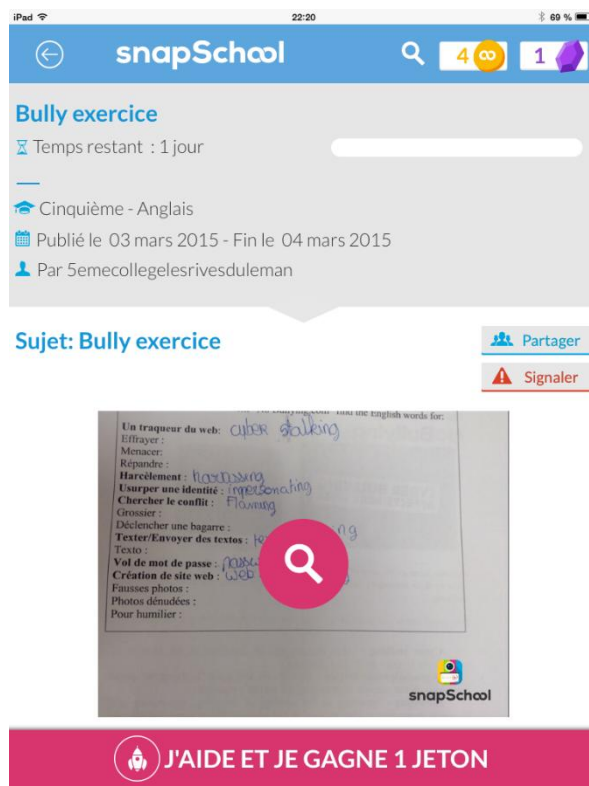 iPad 22:20 69 %
snapSchool 4 1
Bully exercice
Temps restant : 1 jour
Cinquième - Anglais
Publié le 03 mars 2015 - Fin le 04 mars 2015
Par 5emecollegelesrivesduleman
Sujet: Bully exercice
Partager
Signaler
find the English words for:
Un traqueur du web: cyber stalking
Effrayer :
Menacer:
Répandre :
Harcèlement : harassing
Usurper une identité : impersonating
Chercher le conflit : Flaming
Grossier :
Déclencher une bagarre :
Texter/Envoyer des textos :
Texto :
Vol de mot de passe :
Création de site web : web
Fausses photos :
Photos dénudées :
Pour humilier :
snapSchool
J'AIDE ET JE GAGNE 1 JETON